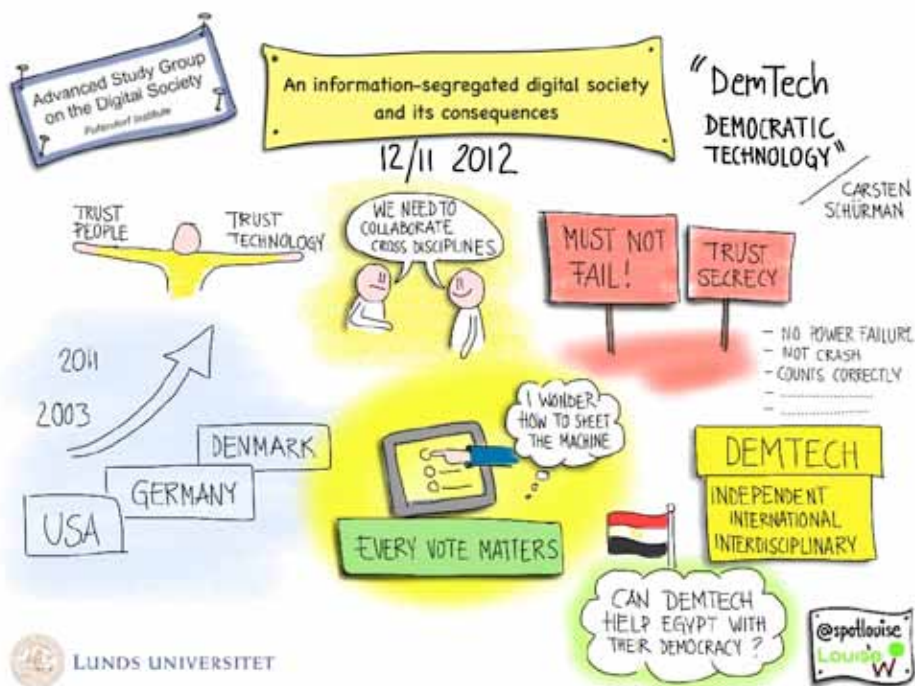 Advanced Study Group
on the Digital Society
Pufendorf Institute
An information-segregated digital society
and its consequences
12/11 2012
"DemTech
DEMOCRATIC
TECHNOLOGY"
CARSTEN
SCHÜRMAN
TRUST
PEOPLE
TRUST
TECHNOLOGY
WE NEED TO
COLLABORATE
CROSS DISCIPLINES
MUST NOT
FAIL!
TRUST
SECRECY
- NO POWER FAILURE
- NOT CRASH
- COUNTS CORRECTLY
- ....................
- ....................
2011
2003
DENMARK
GERMANY
USA
I WONDER
HOW TO SHEET
THE MACHINE
EVERY VOTE MATTERS
DEMTECH
INDEPENDENT
INTERNATIONAL
INTERDISCIPLINARY
CAN DEMTECH
HELP EGYPT WITH
THEIR DEMOCRACY ?
LUNDS UNIVERSITET
@spotlouise
Louise
W